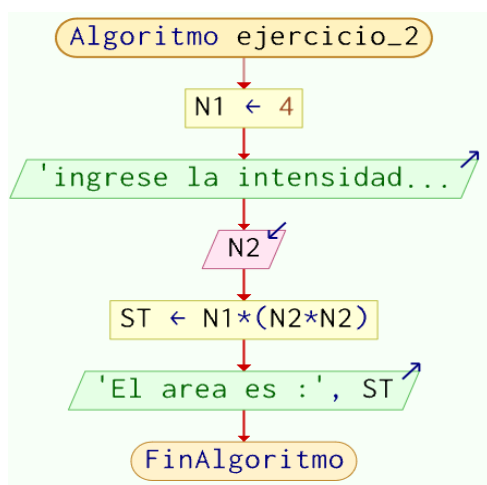 Algoritmo ejercicio_2
N1 ← 4
'ingrese la intensidad...
N2
ST ← N1*(N2*N2)
'El area es :', ST
FinAlgoritmo